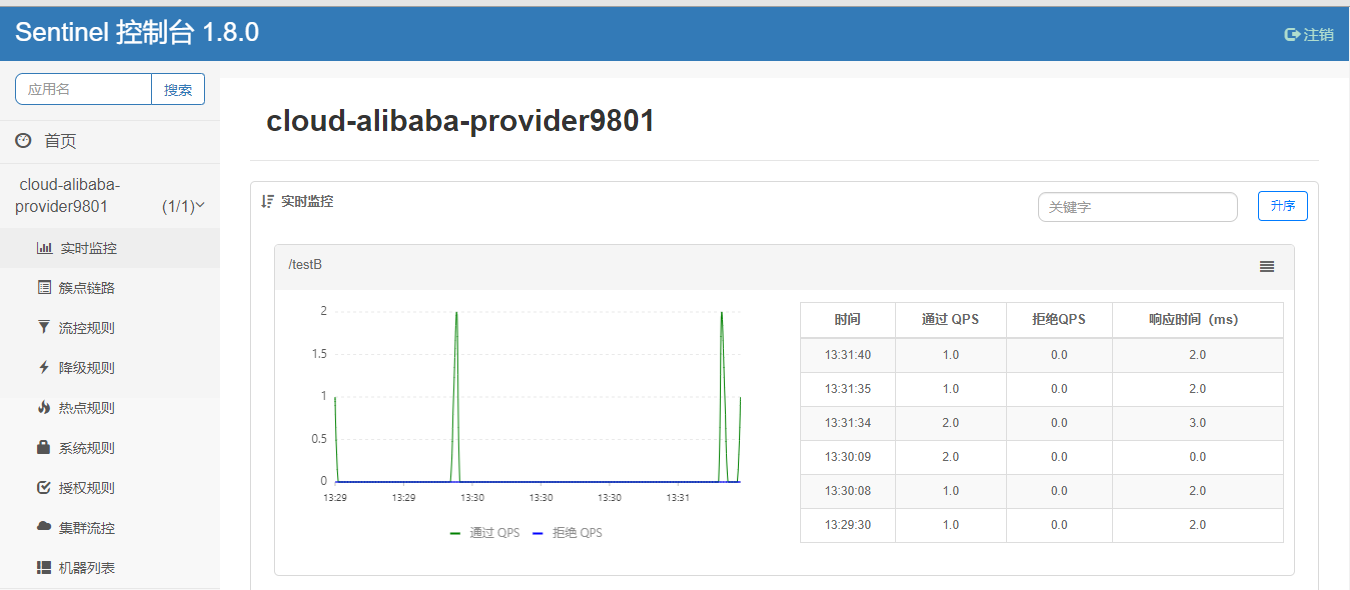 Sentinel 控制台 1.8.0
注销
应用名
搜索
首页
cloud-alibaba-
provider9801
(1/1)
实时监控
簇点链路
流控规则
降级规则
热点规则
系统规则
授权规则
集群流控
机器列表
cloud-alibaba-provider9801
实时监控
关键字
升序
/testB
2
1.5
1
0.5
0
13:29 13:29 13:30 13:30 13:30 13:31
通过 QPS 拒绝 QPS
时间 通过 QPS 拒绝QPS 响应时间（ms）
13:31:40 1.0 0.0 2.0
13:31:35 1.0 0.0 2.0
13:31:34 2.0 0.0 3.0
13:30:09 2.0 0.0 0.0
13:30:08 1.0 0.0 2.0
13:29:30 1.0 0.0 2.0